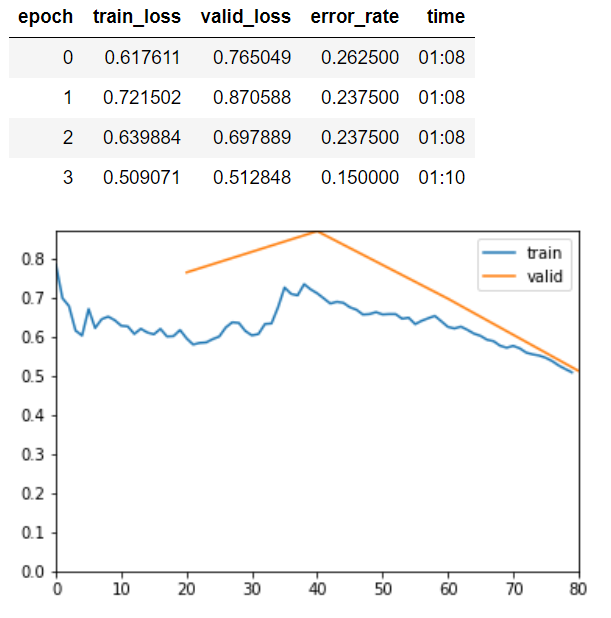 epoch train_loss valid_loss error_rate time
0 0.617611 0.765049 0.262500 01:08
1 0.721502 0.870588 0.237500 01:08
2 0.639884 0.697889 0.237500 01:08
3 0.509071 0.512848 0.150000 01:10
train
valid
0.8
0.7
0.6
0.5
0.4
0.3
0.2
0.1
0.0
0 10 20 30 40 50 60 70 80